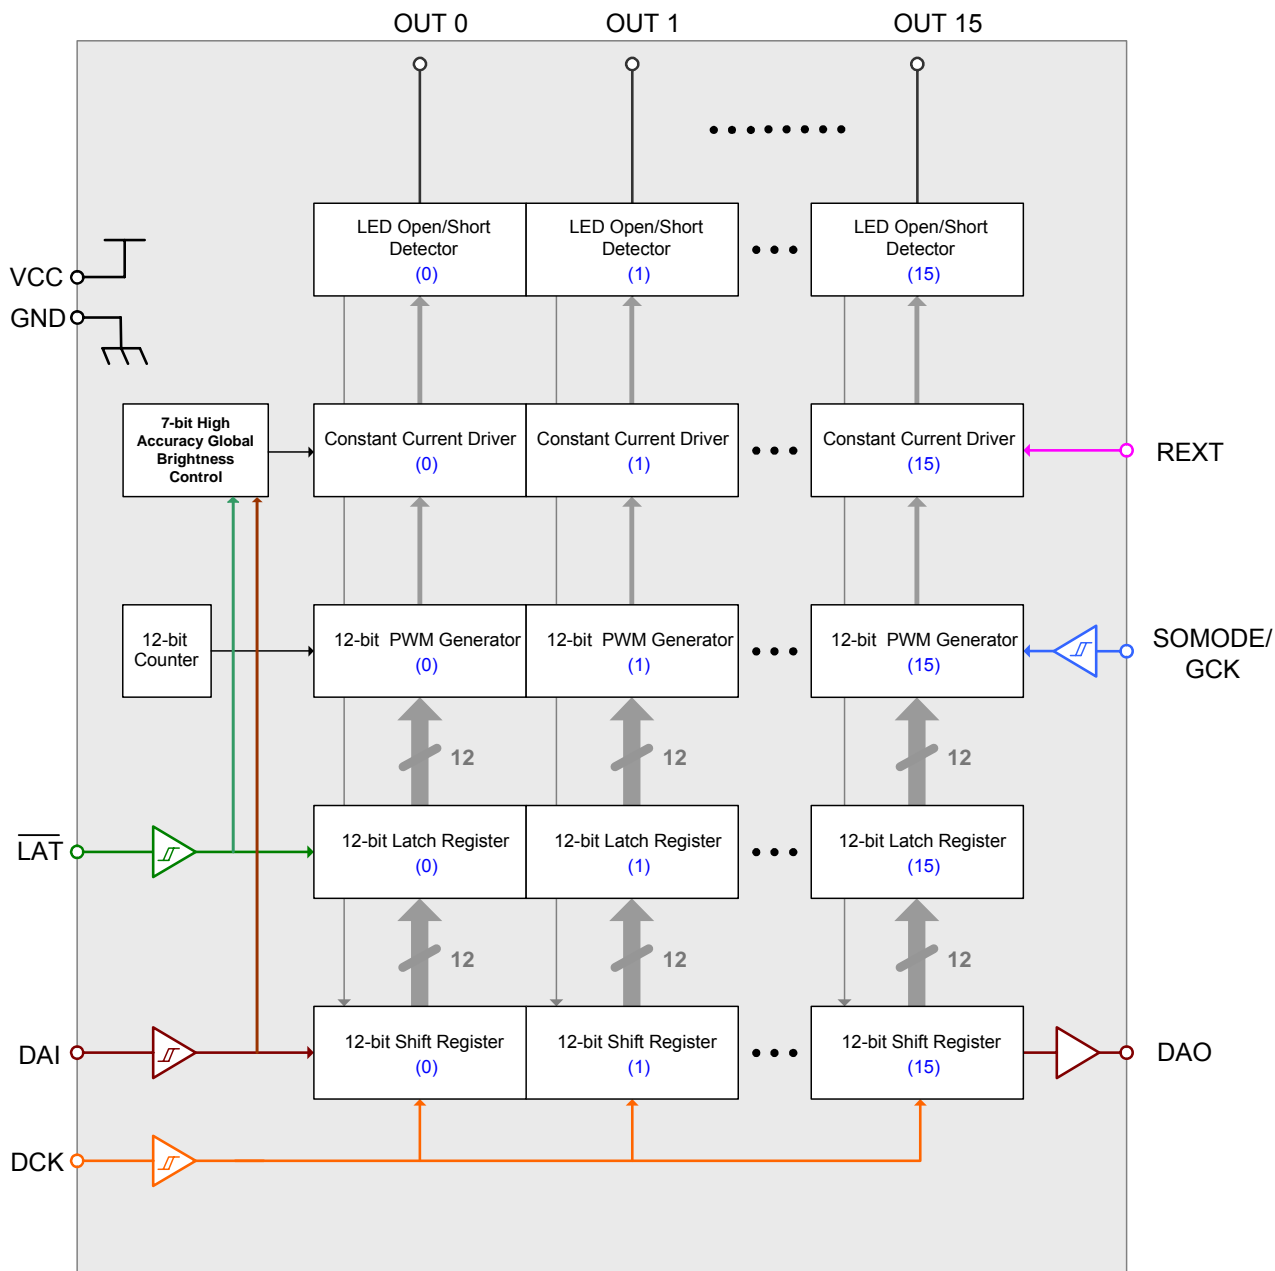 OUT 0
OUT 1
OUT 15
LED Open/Short
Detector
(0)
LED Open/Short
Detector
(1)
LED Open/Short
Detector
(15)
VCC
GND
7-bit High
Accuracy Global
Brightness
Control
Constant Current Driver
(0)
Constant Current Driver
(1)
Constant Current Driver
(15)
REXT
12-bit
Counter
12-bit PWM Generator
(0)
12-bit PWM Generator
(1)
12-bit PWM Generator
(15)
SOMODE/
GCK
12
12
12
LAT
12-bit Latch Register
(0)
12-bit Latch Register
(1)
12-bit Latch Register
(15)
12
12
12
DAI
12-bit Shift Register
(0)
12-bit Shift Register
(1)
12-bit Shift Register
(15)
DAO
DCK